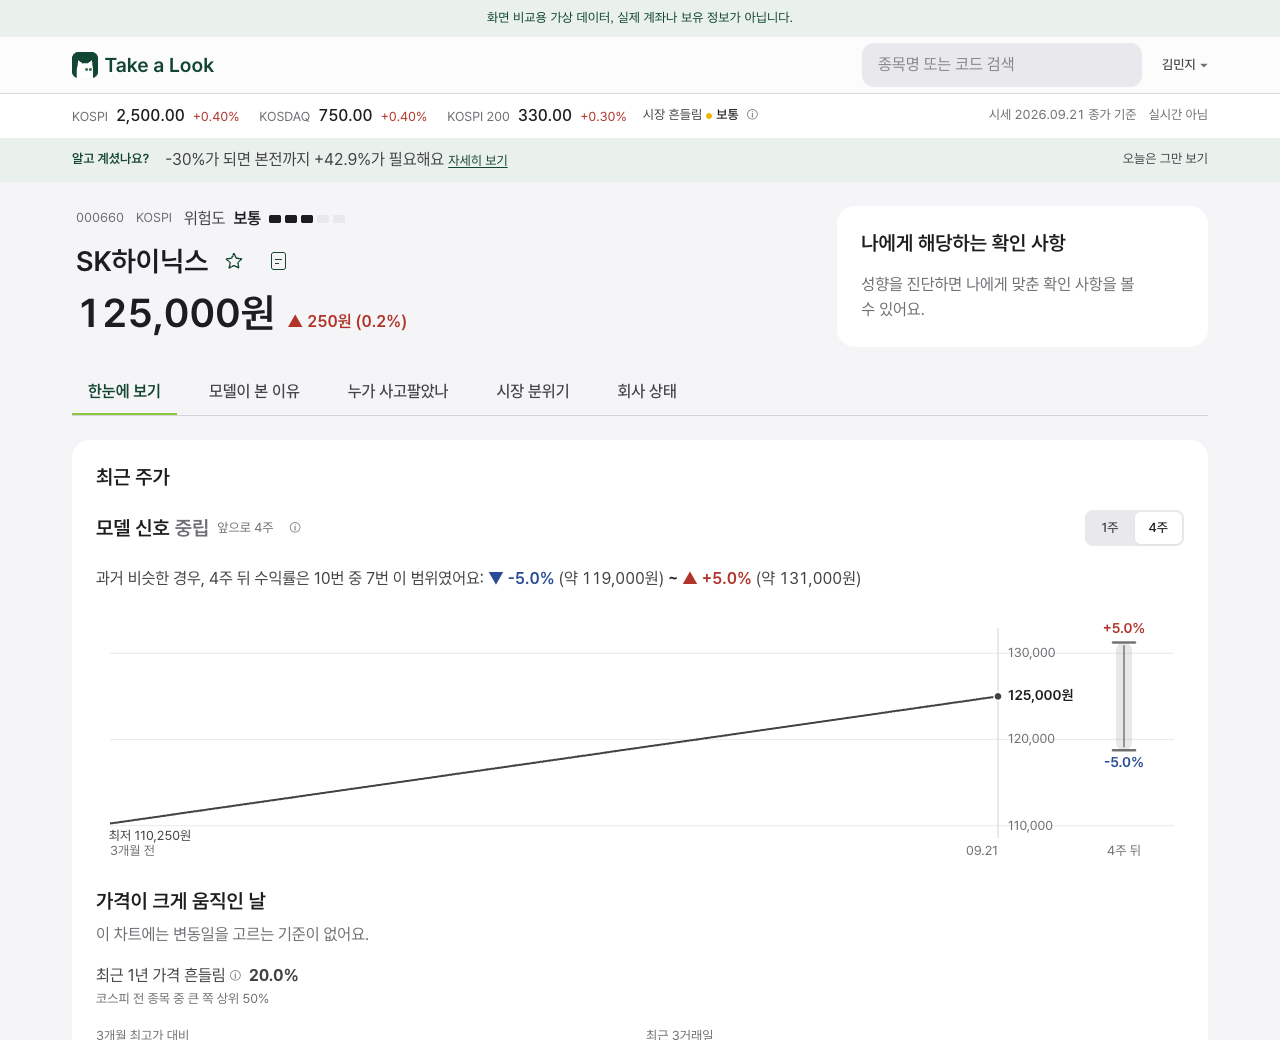 화면 비교용 가상 데이터, 실제 계좌나 보유 정보가 아닙니다.
Take a Look
종목명 또는 코드 검색
김민지
KOSPI 2,500.00 +0.40% KOSDAQ 750.00 +0.40% KOSPI 200 330.00 +0.30% 시장 흔들림 보통 시세 2026.09.21 종가 기준 실시간 아님
알고 계셨나요? -30%가 되면 본전까지 +42.9%가 필요해요 자세히 보기 오늘은 그만 보기
000660 KOSPI 위험도 보통
SK하이닉스
125,000원 ▲ 250원 (0.2%)
나에게 해당하는 확인 사항
성향을 진단하면 나에게 맞춘 확인 사항을 볼
수 있어요.
한눈에 보기 모델이 본 이유 누가 사고팔았나 시장 분위기 회사 상태
최근 주가
모델 신호 중립 앞으로 4주
1주 4주
과거 비슷한 경우, 4주 뒤 수익률은 10번 중 7번 이 범위였어요: ▼ -5.0% (약 119,000원) ~ ▲ +5.0% (약 131,000원)
+5.0%
130,000
125,000원
120,000
-5.0%
110,000
최저 110,250원
3개월 전 09.21 4주 뒤
가격이 크게 움직인 날
이 차트에는 변동일을 고르는 기준이 없어요.
최근 1년 가격 흔들림 20.0%
코스피 전 종목 중 큰 쪽 상위 50%
3개월 최고가 대비 최근 3거래일